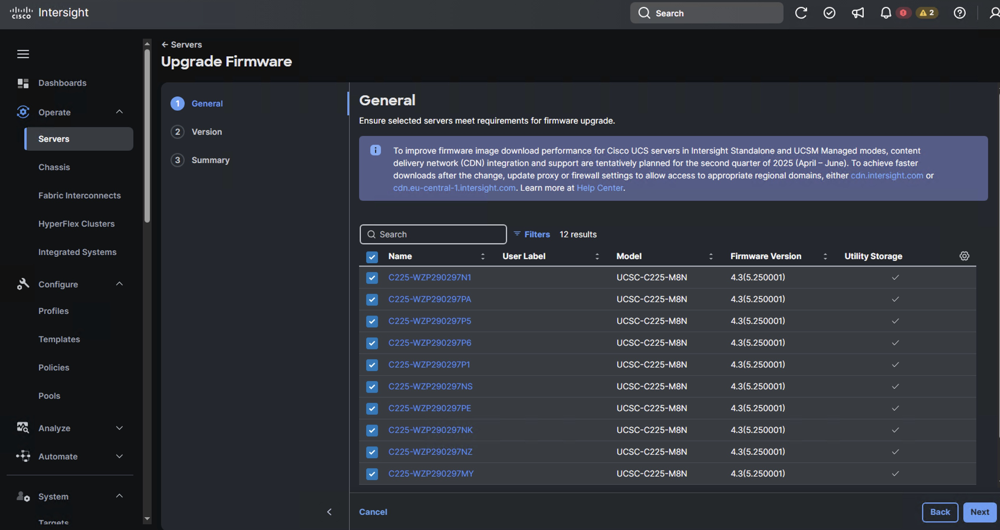 cisco Intersight
Search
2
Dashboards
Operate
Servers
Chassis
Fabric Interconnects
HyperFlex Clusters
Integrated Systems
Configure
Profiles
Templates
Policies
Pools
Analyze
Automate
System
Targets
← Servers
Upgrade Firmware
1 General
2 Version
3 Summary
General
Ensure selected servers meet requirements for firmware upgrade.
To improve firmware image download performance for Cisco UCS servers in Intersight Standalone and UCSM Managed modes, content
delivery network (CDN) integration and support are tentatively planned for the second quarter of 2025 (April – June). To achieve faster
downloads after the change, update proxy or firewall settings to allow access to appropriate regional domains, either cdn.intersight.com or
cdn.eu-central-1.intersight.com. Learn more at Help Center.
Search Filters 12 results
Name User Label Model Firmware Version Utility Storage
C225-WZP290297N1 UCSC-C225-M8N 4.3(5.250001)
C225-WZP290297PA UCSC-C225-M8N 4.3(5.250001)
C225-WZP290297P5 UCSC-C225-M8N 4.3(5.250001)
C225-WZP290297P6 UCSC-C225-M8N 4.3(5.250001)
C225-WZP290297P1 UCSC-C225-M8N 4.3(5.250001)
C225-WZP290297NS UCSC-C225-M8N 4.3(5.250001)
C225-WZP290297PE UCSC-C225-M8N 4.3(5.250001)
C225-WZP290297NK UCSC-C225-M8N 4.3(5.250001)
C225-WZP290297NZ UCSC-C225-M8N 4.3(5.250001)
C225-WZP290297MY UCSC-C225-M8N 4.3(5.250001)
Cancel Back Next